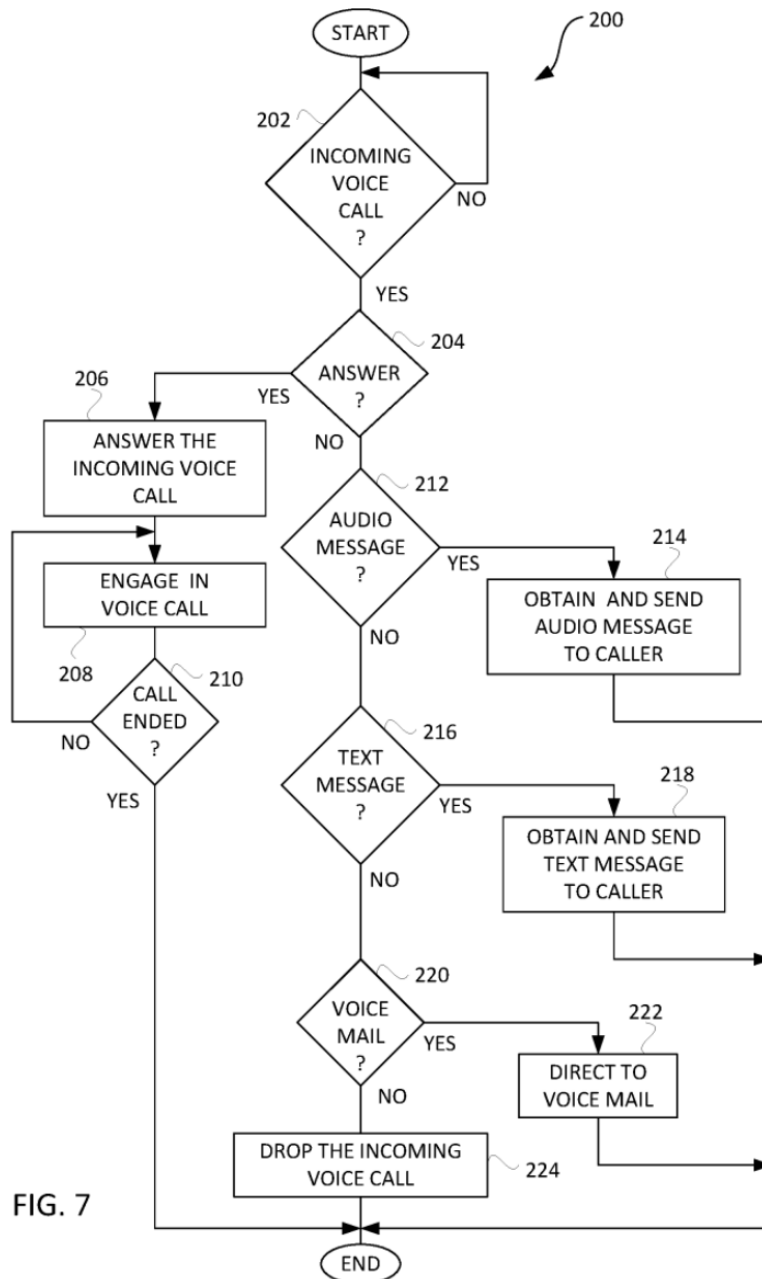 START
200
202
INCOMING
VOICE
CALL
?
NO
YES
204
ANSWER
?
YES
NO
206
ANSWER THE
INCOMING VOICE
CALL
212
AUDIO
MESSAGE
?
YES
NO
214
OBTAIN AND SEND
AUDIO MESSAGE
TO CALLER
ENGAGE IN
VOICE CALL
208
210
CALL
ENDED
?
NO
YES
216
TEXT
MESSAGE
?
YES
NO
218
OBTAIN AND SEND
TEXT MESSAGE
TO CALLER
220
VOICE
MAIL
?
YES
NO
222
DIRECT TO
VOICE MAIL
DROP THE INCOMING
VOICE CALL
224
FIG. 7
END